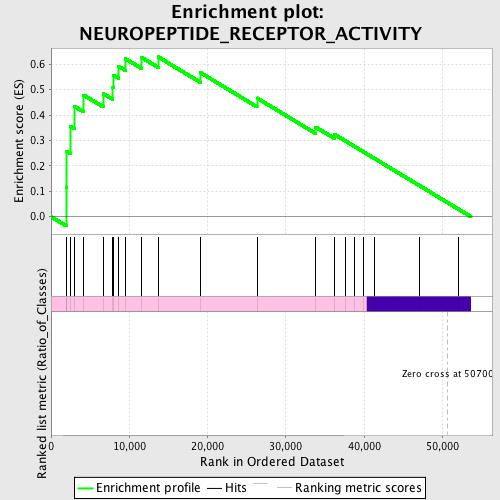 Enrichment plot:
NEUROPEPTIDE_RECEPTOR_ACTIVITY
Enrichment score (ES)
0.6
0.5
0.4
0.3
0.2
0.1
0.0
Ranked list metric (Ratio_of_Classes)
Zero cross at 50700
0
10,000
20,000
30,000
40,000
50,000
Rank in Ordered Dataset
Enrichment profile
Hits
Ranking metric scores